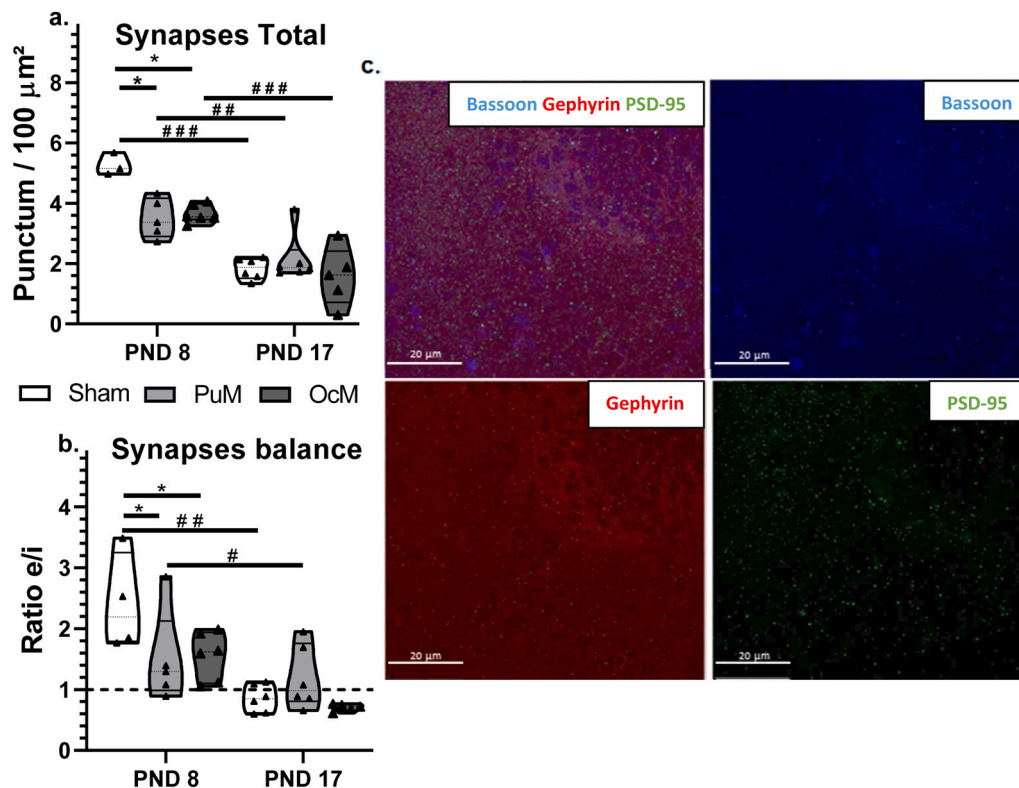 a.
Synapses Total
Punctum / 100 µm²
8
6
4
2
0
*
*
###
##
###
PND 8
PND 17
Sham
PuM
OcM
b.
Synapses balance
Ratio e/i
4
3
2
1
0
*
*
##
#
PND 8
PND 17
c.
Bassoon Gephyrin PSD-95
20 µm
Bassoon
20 µm
Gephyrin
20 µm
PSD-95